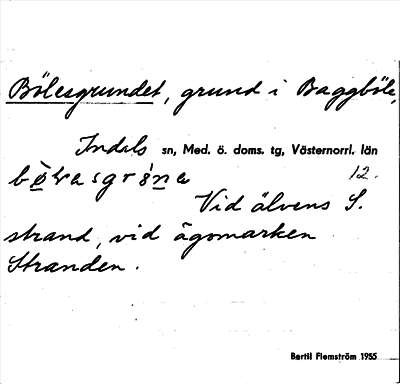 Bölesgrundet, grund i Baggböle,
Indals sn, Med. ö. doms. tg, Västernorrl. län
12.
Vid älvens S.
strand, vid ägomarken
Stranden.
Bertil Flemström 1955